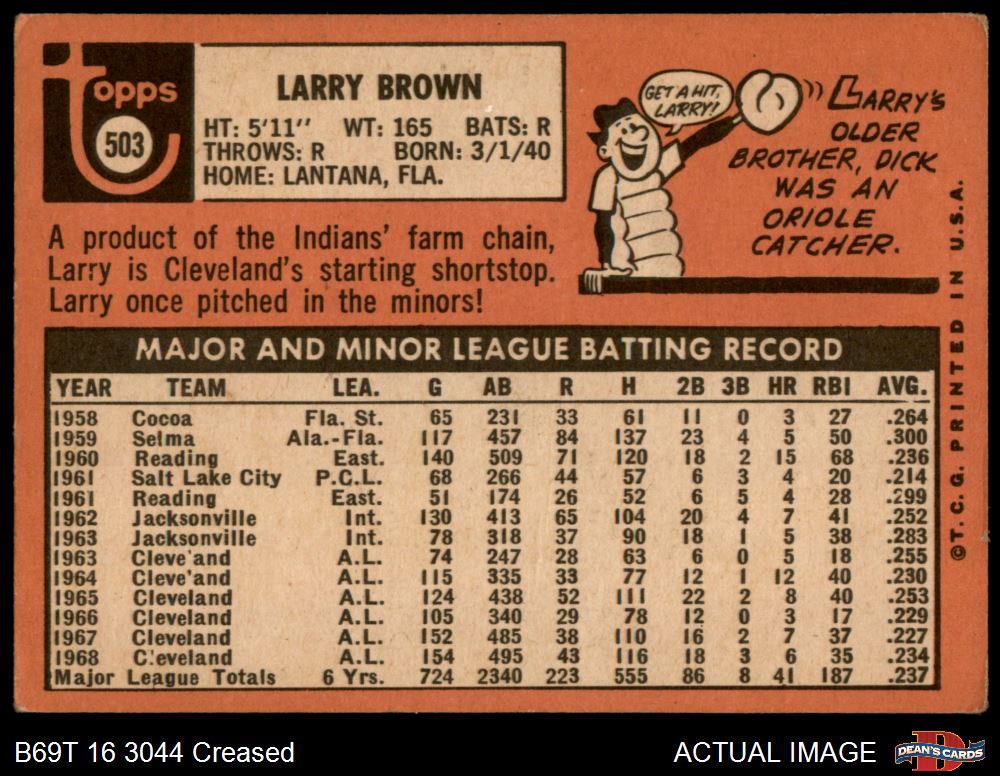 Topps
503
LARRY BROWN
HT: 5'11" WT: 165 BATS: R
THROWS: R BORN: 3/1/40
HOME: LANTANA, FLA.
GET A HIT,
LARRY!
LARRY'S
OLDER
BROTHER, DICK
WAS AN
ORIOLE
CATCHER.
A product of the Indians' farm chain,
Larry is Cleveland's starting shortstop.
Larry once pitched in the minors!
MAJOR AND MINOR LEAGUE BATTING RECORD
YEAR TEAM LEA. G AB R H 2B 3B HR RBI AVG.
1958 Cocoa Fla. St. 65 231 33 61 11 0 3 27 .264
1959 Selma Ala.-Fla. 117 457 84 137 23 4 5 50 .300
1960 Reading East. 140 509 71 120 18 2 15 68 .236
1961 Salt Lake City P.C.L. 68 266 44 57 6 3 4 20 .214
1961 Reading East. 51 174 26 52 6 5 4 28 .299
1962 Jacksonville Int. 130 413 65 104 20 4 7 41 .252
1963 Jacksonville Int. 78 318 37 90 18 1 5 38 .283
1963 Cleve'and A.L. 74 247 28 63 6 0 5 18 .255
1964 Cleve'and A.L. 115 335 33 77 12 1 12 40 .230
1965 Cleveland A.L. 124 438 52 111 22 2 8 40 .253
1966 Cleveland A.L. 105 340 29 78 12 0 3 17 .229
1967 Cleveland A.L. 152 485 38 110 16 2 7 37 .227
1968 C:eveland A.L. 154 495 43 116 18 3 6 35 .234
Major League Totals 6 Yrs. 724 2340 223 555 86 8 41 187 .237
©T. C. G. PRINTED IN U.S.A.
B69T 16 3044 Creased
ACTUAL IMAGE
D
DEAN'S CARDS